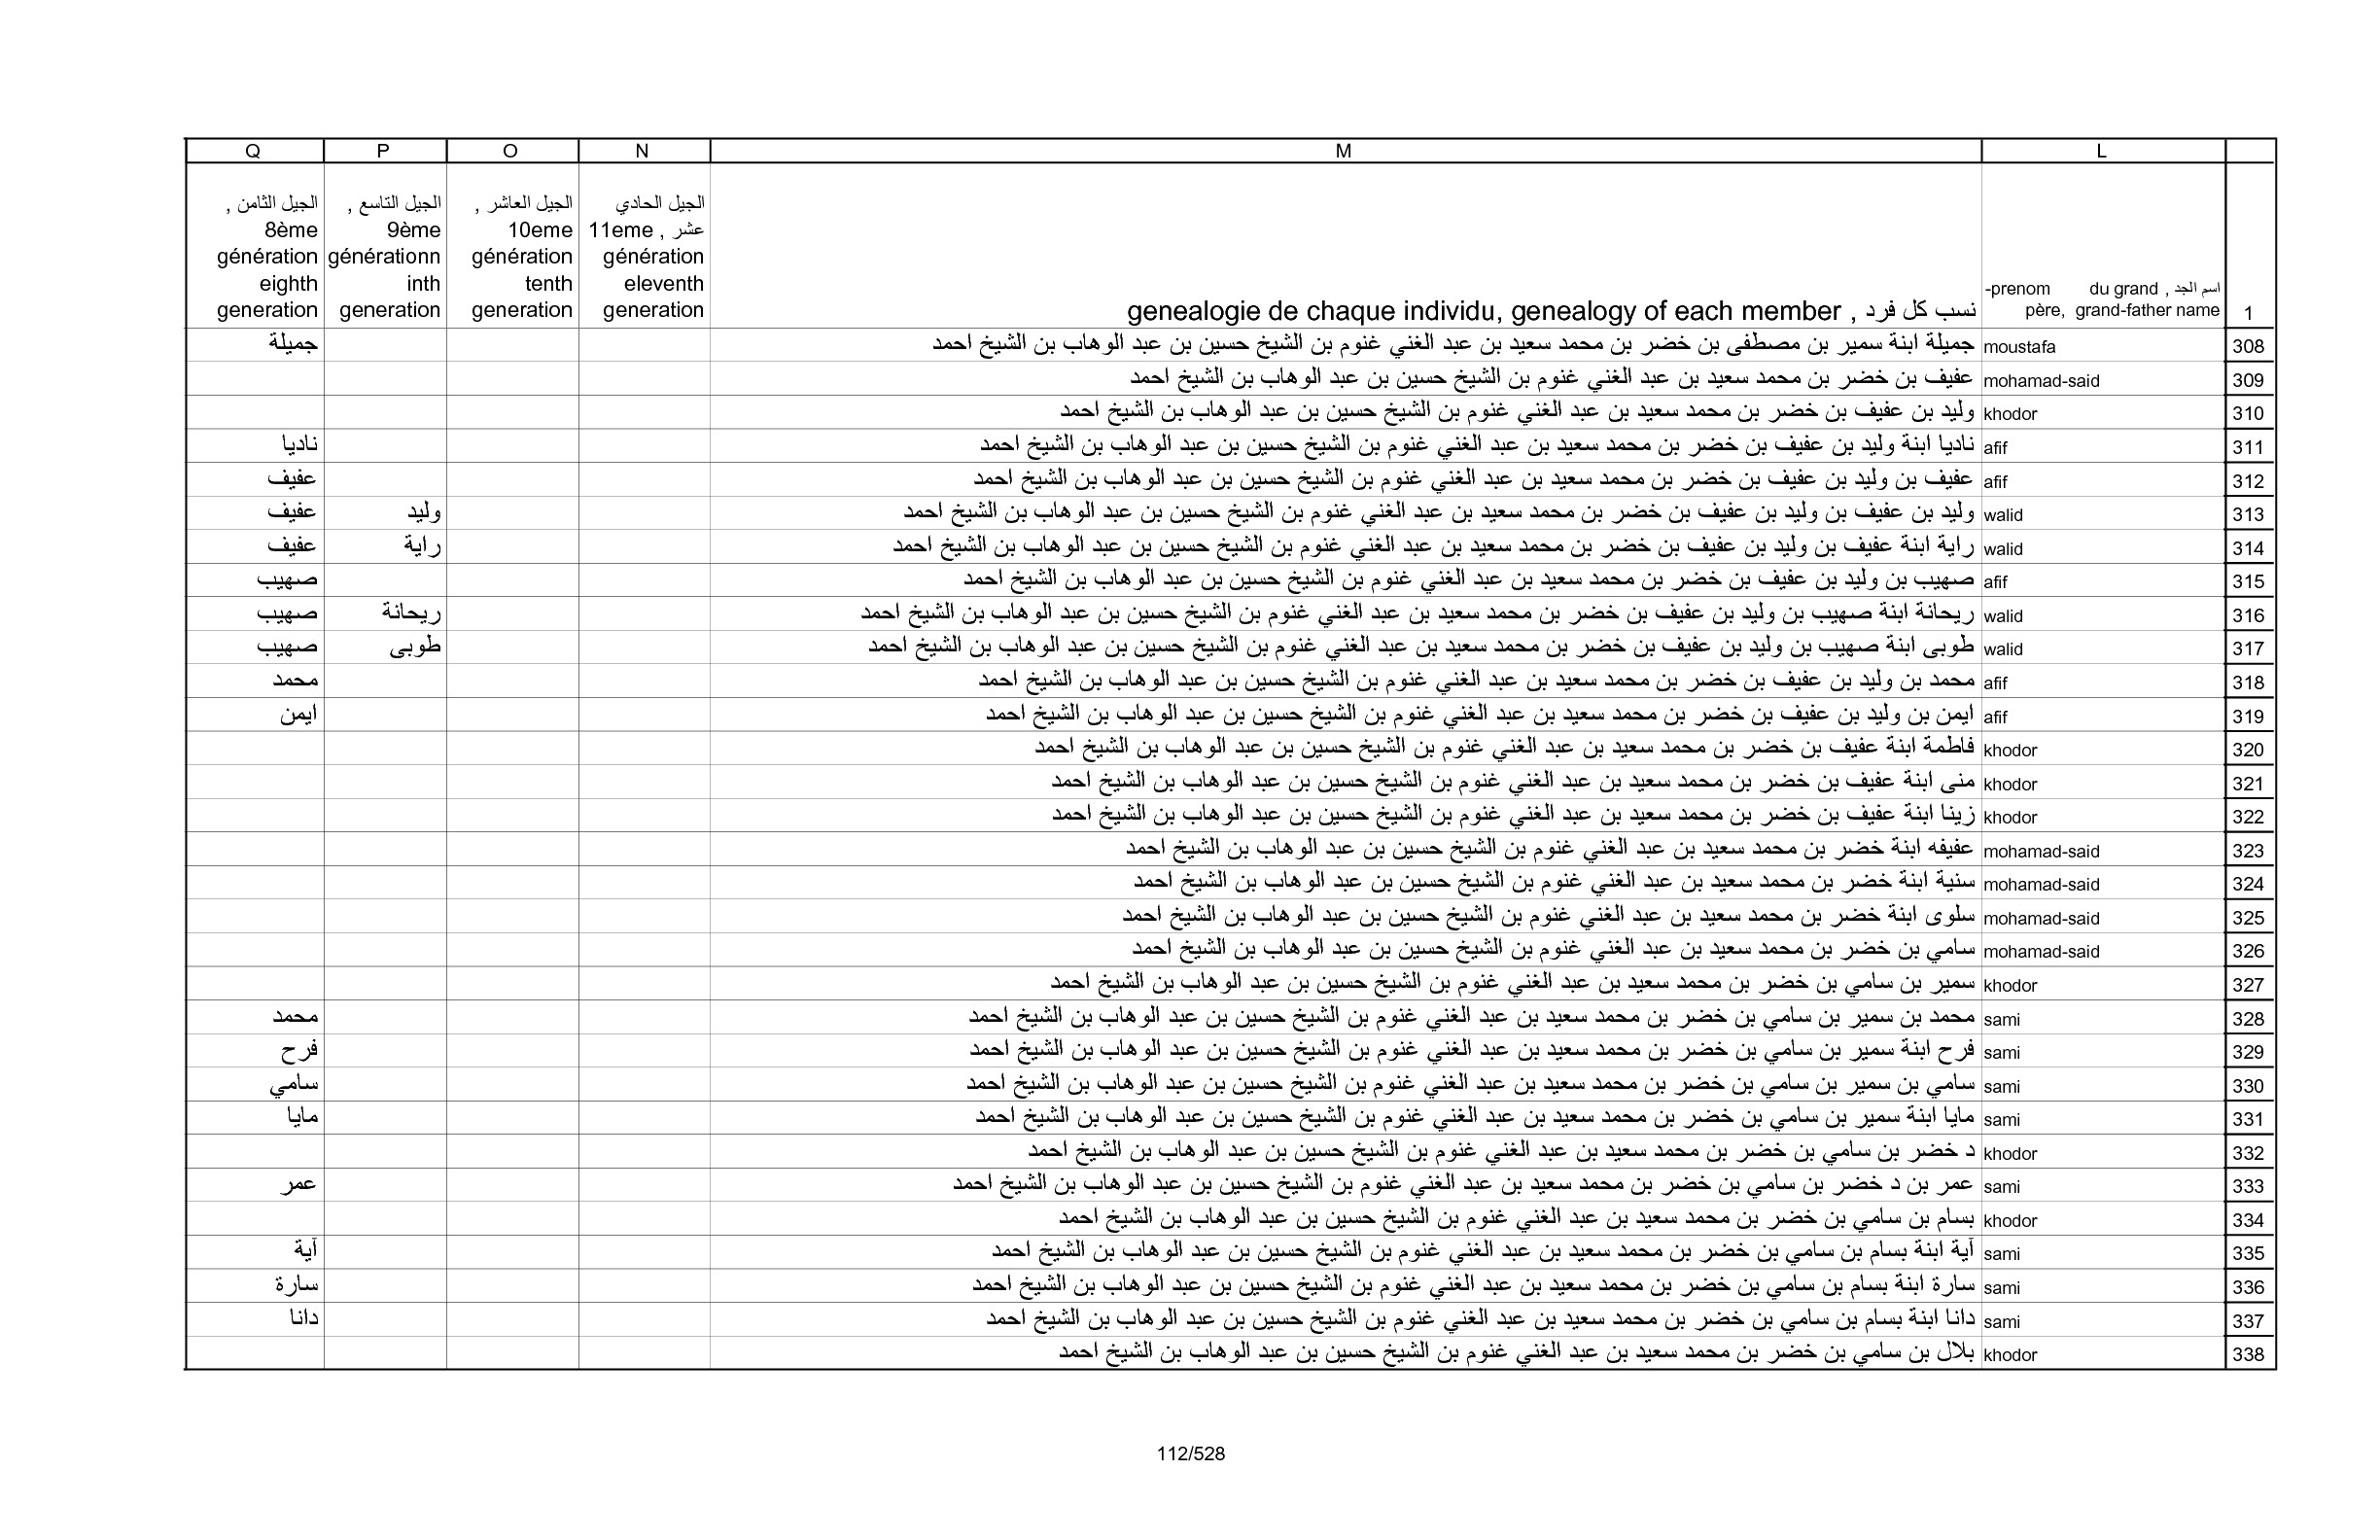 L M N O P Q
1 اسم الجد , du grand -prenom père, grand-father name نسب كل فرد , genealogie de chaque individu, genealogy of each member الجيل الحادي عشر , 11eme génération eleventh generation الجيل العاشر , 10eme génération tenth generation الجيل التاسع , 9ème générationn inth generation الجيل الثامن , 8ème génération eighth generation
308 moustafa جميلة ابنة سمير بن مصطفى بن خضر بن محمد سعيد بن عبد الغني غنوم بن الشيخ حسين بن عبد الوهاب بن الشيخ احمد جميلة
309 mohamad-said عفيف بن خضر بن محمد سعيد بن عبد الغني غنوم بن الشيخ حسين بن عبد الوهاب بن الشيخ احمد
310 khodor وليد بن عفيف بن خضر بن محمد سعيد بن عبد الغني غنوم بن الشيخ حسين بن عبد الوهاب بن الشيخ احمد
311 afif ناديا ابنة وليد بن عفيف بن خضر بن محمد سعيد بن عبد الغني غنوم بن الشيخ حسين بن عبد الوهاب بن الشيخ احمد ناديا
312 afif عفيف بن وليد بن عفيف بن خضر بن محمد سعيد بن عبد الغني غنوم بن الشيخ حسين بن عبد الوهاب بن الشيخ احمد عفيف
313 walid وليد بن عفيف بن وليد بن عفيف بن خضر بن محمد سعيد بن عبد الغني غنوم بن الشيخ حسين بن عبد الوهاب بن الشيخ احمد وليد عفيف
314 walid راية ابنة عفيف بن وليد بن عفيف بن خضر بن محمد سعيد بن عبد الغني غنوم بن الشيخ حسين بن عبد الوهاب بن الشيخ احمد راية عفيف
315 afif صهيب بن وليد بن عفيف بن خضر بن محمد سعيد بن عبد الغني غنوم بن الشيخ حسين بن عبد الوهاب بن الشيخ احمد صهيب
316 walid ريحانة ابنة صهيب بن وليد بن عفيف بن خضر بن محمد سعيد بن عبد الغني غنوم بن الشيخ حسين بن عبد الوهاب بن الشيخ احمد ريحانة صهيب
317 walid طوبى ابنة صهيب بن وليد بن عفيف بن خضر بن محمد سعيد بن عبد الغني غنوم بن الشيخ حسين بن عبد الوهاب بن الشيخ احمد طوبى صهيب
318 afif محمد بن وليد بن عفيف بن خضر بن محمد سعيد بن عبد الغني غنوم بن الشيخ حسين بن عبد الوهاب بن الشيخ احمد محمد
319 afif ايمن بن وليد بن عفيف بن خضر بن محمد سعيد بن عبد الغني غنوم بن الشيخ حسين بن عبد الوهاب بن الشيخ احمد ايمن
320 khodor فاطمة ابنة عفيف بن خضر بن محمد سعيد بن عبد الغني غنوم بن الشيخ حسين بن عبد الوهاب بن الشيخ احمد
321 khodor منى ابنة عفيف بن خضر بن محمد سعيد بن عبد الغني غنوم بن الشيخ حسين بن عبد الوهاب بن الشيخ احمد
322 khodor زينا ابنة عفيف بن خضر بن محمد سعيد بن عبد الغني غنوم بن الشيخ حسين بن عبد الوهاب بن الشيخ احمد
323 mohamad-said عفيفه ابنة خضر بن محمد سعيد بن عبد الغني غنوم بن الشيخ حسين بن عبد الوهاب بن الشيخ احمد
324 mohamad-said سنية ابنة خضر بن محمد سعيد بن عبد الغني غنوم بن الشيخ حسين بن عبد الوهاب بن الشيخ احمد
325 mohamad-said سلوى ابنة خضر بن محمد سعيد بن عبد الغني غنوم بن الشيخ حسين بن عبد الوهاب بن الشيخ احمد
326 mohamad-said سامي بن خضر بن محمد سعيد بن عبد الغني غنوم بن الشيخ حسين بن عبد الوهاب بن الشيخ احمد
327 khodor سمير بن سامي بن خضر بن محمد سعيد بن عبد الغني غنوم بن الشيخ حسين بن عبد الوهاب بن الشيخ احمد
328 sami محمد بن سمير بن سامي بن خضر بن محمد سعيد بن عبد الغني غنوم بن الشيخ حسين بن عبد الوهاب بن الشيخ احمد محمد
329 sami فرح ابنة سمير بن سامي بن خضر بن محمد سعيد بن عبد الغني غنوم بن الشيخ حسين بن عبد الوهاب بن الشيخ احمد فرح
330 sami سامي بن سمير بن سامي بن خضر بن محمد سعيد بن عبد الغني غنوم بن الشيخ حسين بن عبد الوهاب بن الشيخ احمد سامي
331 sami مايا ابنة سمير بن سامي بن خضر بن محمد سعيد بن عبد الغني غنوم بن الشيخ حسين بن عبد الوهاب بن الشيخ احمد مايا
332 khodor د خضر بن سامي بن خضر بن محمد سعيد بن عبد الغني غنوم بن الشيخ حسين بن عبد الوهاب بن الشيخ احمد
333 sami عمر بن د خضر بن سامي بن خضر بن محمد سعيد بن عبد الغني غنوم بن الشيخ حسين بن عبد الوهاب بن الشيخ احمد عمر
334 khodor بسام بن سامي بن خضر بن محمد سعيد بن عبد الغني غنوم بن الشيخ حسين بن عبد الوهاب بن الشيخ احمد
335 sami آية ابنة بسام بن سامي بن خضر بن محمد سعيد بن عبد الغني غنوم بن الشيخ حسين بن عبد الوهاب بن الشيخ احمد آية
336 sami سارة ابنة بسام بن سامي بن خضر بن محمد سعيد بن عبد الغني غنوم بن الشيخ حسين بن عبد الوهاب بن الشيخ احمد سارة
337 sami دانا ابنة بسام بن سامي بن خضر بن محمد سعيد بن عبد الغني غنوم بن الشيخ حسين بن عبد الوهاب بن الشيخ احمد دانا
338 khodor بلال بن سامي بن خضر بن محمد سعيد بن عبد الغني غنوم بن الشيخ حسين بن عبد الوهاب بن الشيخ احمد
112/528